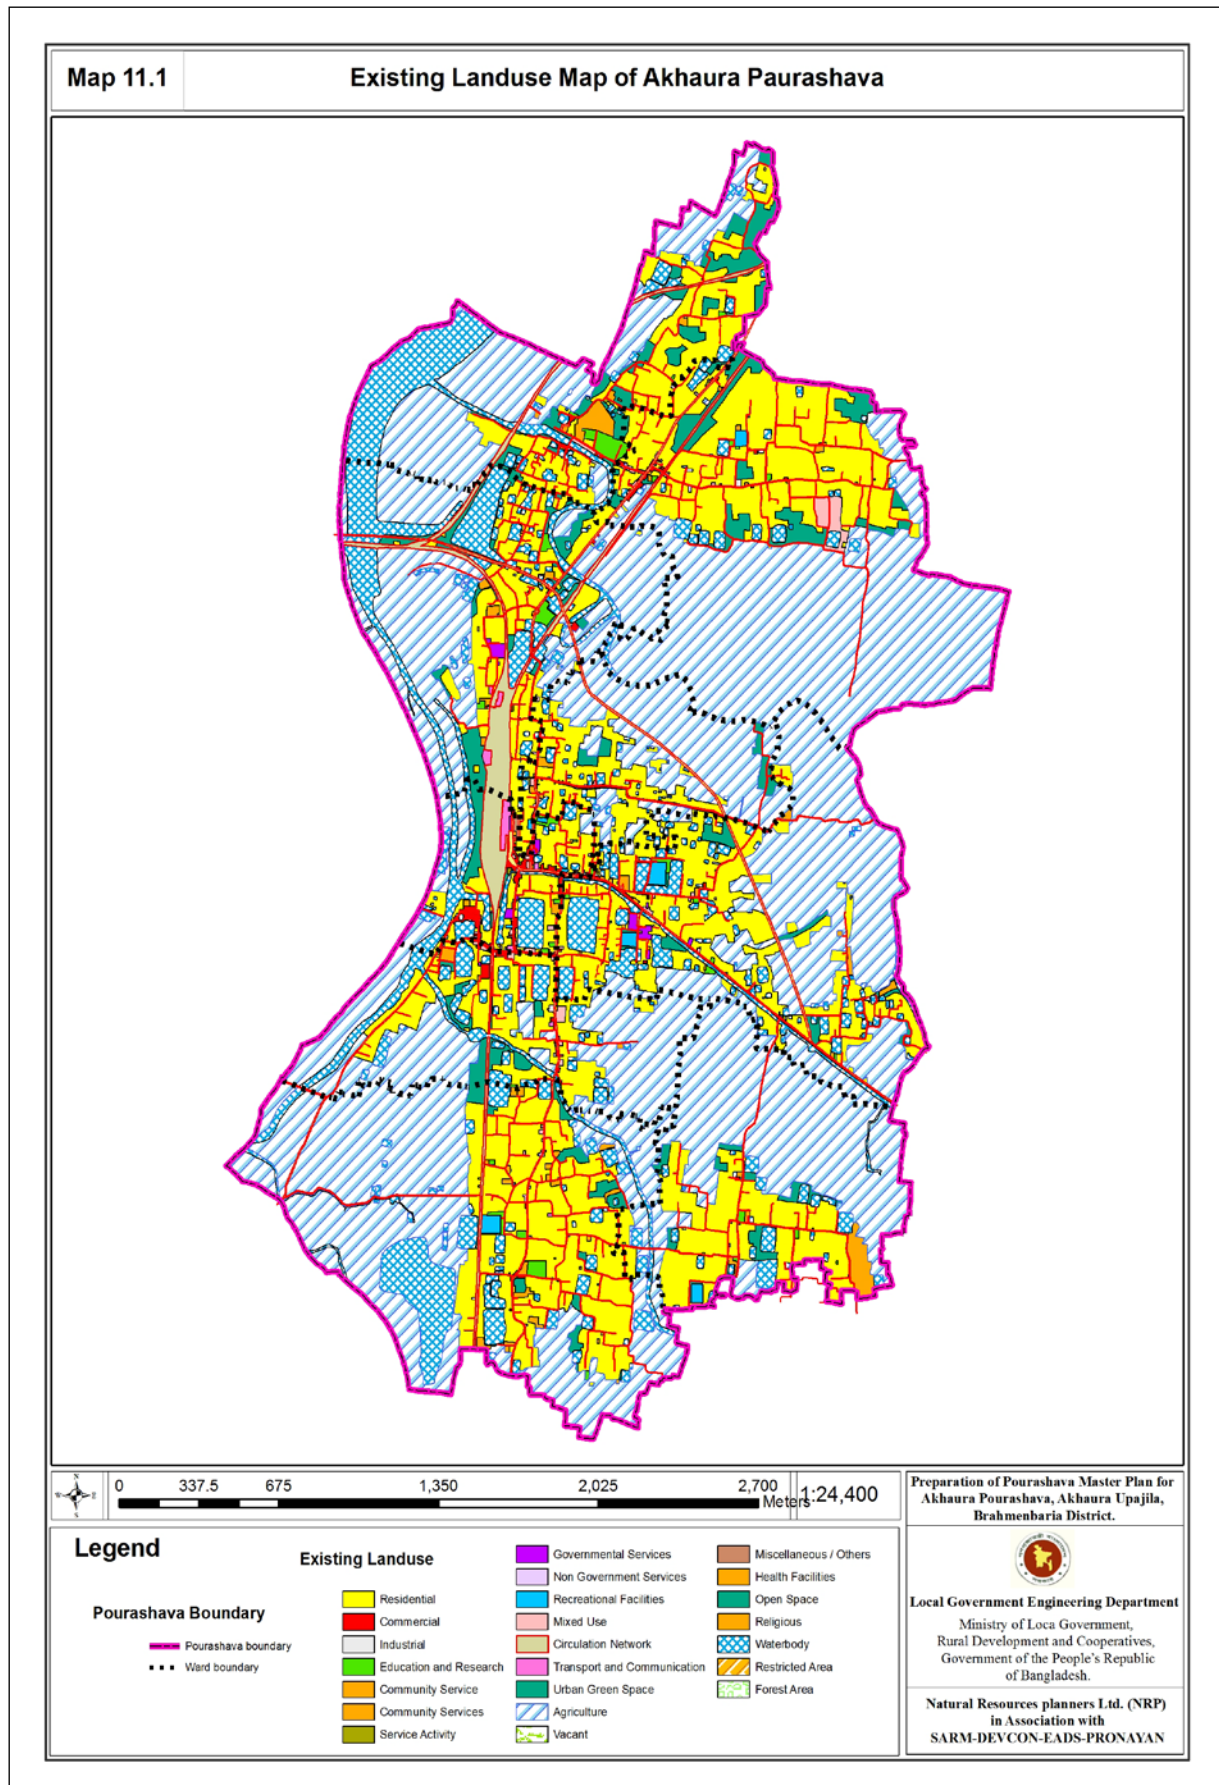 Map 11.1
Existing Landuse Map of Akhaura Paurashava
N
W
E
S
0
337.5
675
1,350
2,025
2,700
Meters
1:24,400
Legend
Pourashava Boundary
Pourashava boundary
Ward boundary
Existing Landuse
Residential
Commercial
Industrial
Education and Research
Community Service
Community Services
Service Activity
Governmental Services
Non Government Services
Recreational Facilities
Mixed Use
Circulation Network
Transport and Communication
Urban Green Space
Agriculture
Vacant
Miscellaneous / Others
Health Facilities
Open Space
Religious
Waterbody
Restricted Area
Forest Area
Preparation of Pourashava Master Plan for
Akhaura Pourashava, Akhaura Upajila,
Brahmenbaria District.
Local Government Engineering Department
Ministry of Loca Government,
Rural Development and Cooperatives,
Government of the People's Republic
of Bangladesh.
Natural Resources planners Ltd. (NRP)
in Association with
SARM-DEVCON-EADS-PRONAYAN